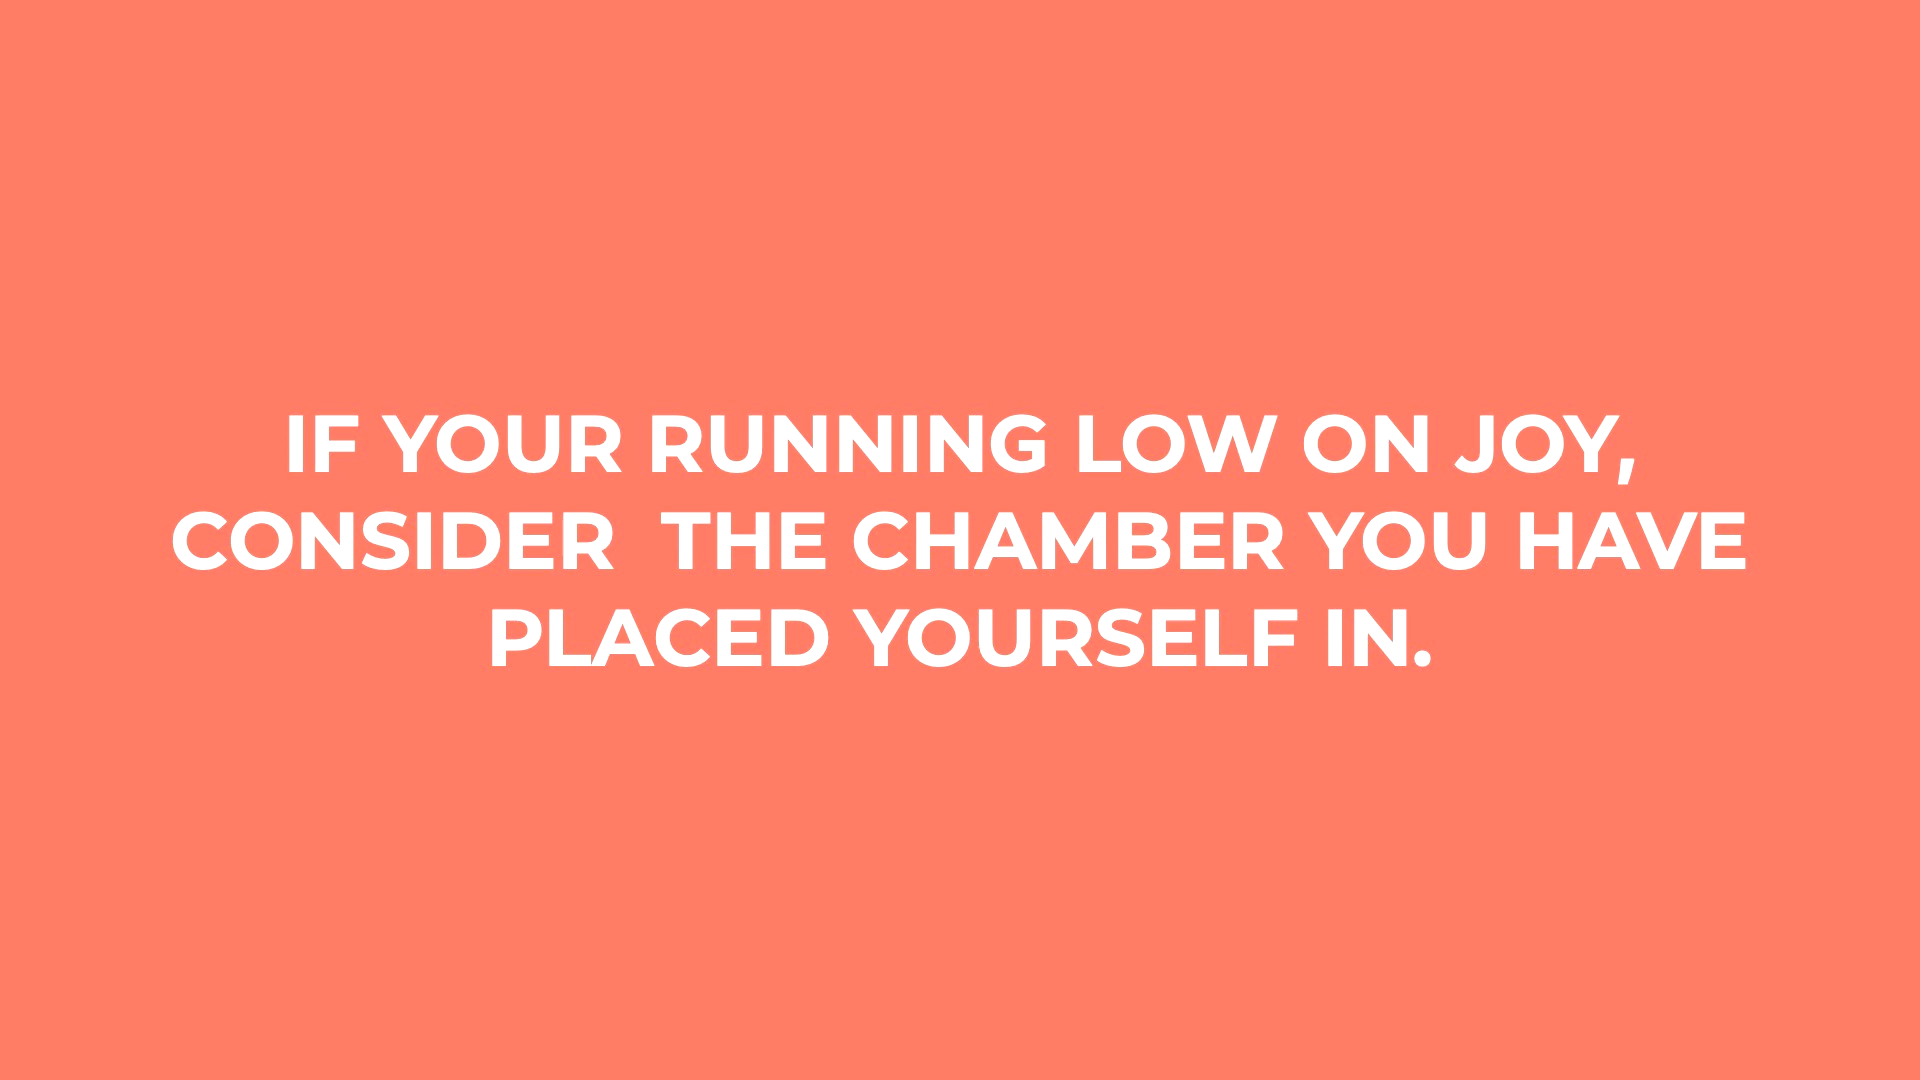 IF YOUR RUNNING LOW ON JOY,
CONSIDER  THE CHAMBER YOU HAVE
PLACED YOURSELF IN.